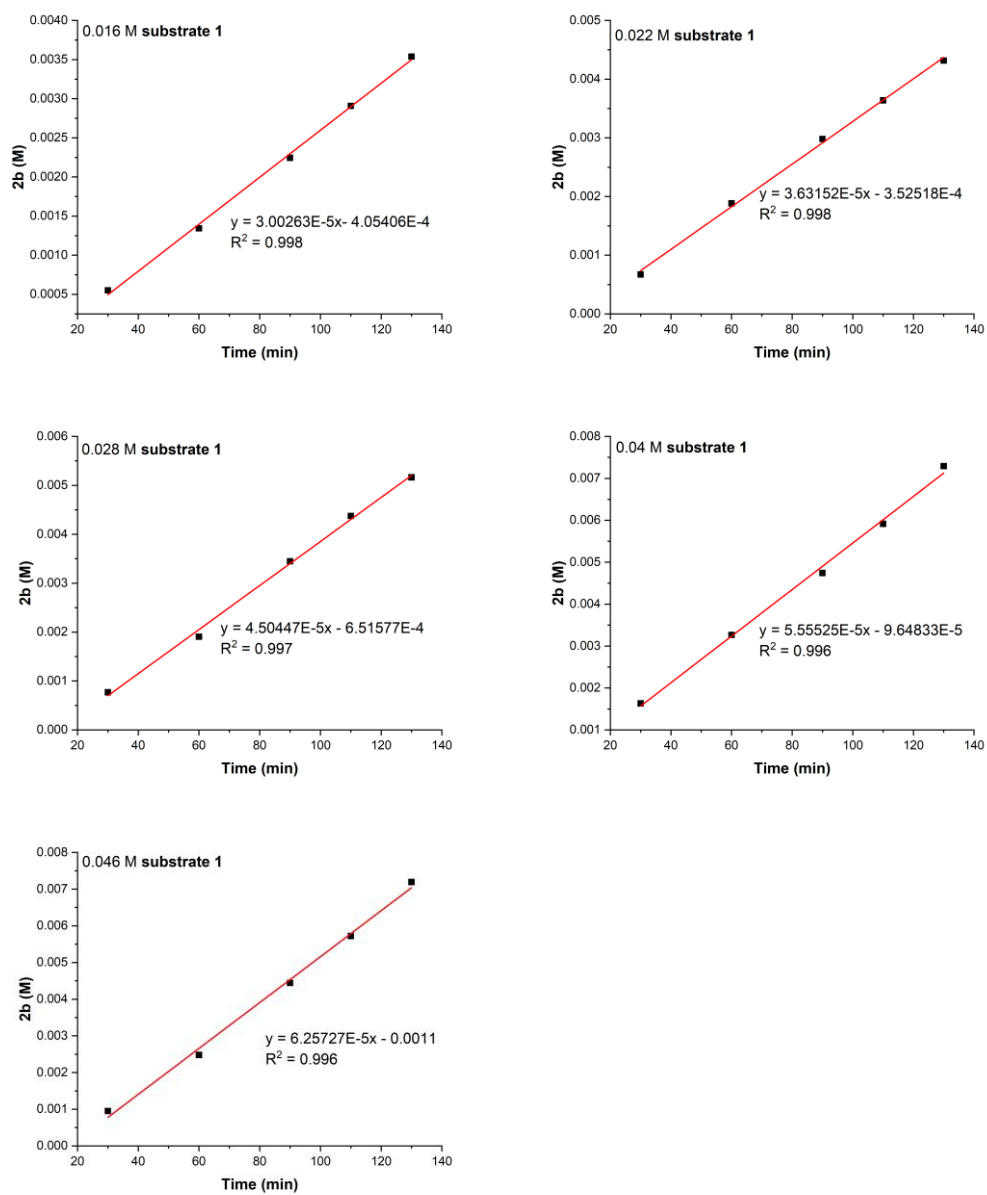 0.016 M substrate 1
0.0040
0.0035
0.0030
0.0025
0.0020
0.0015
0.0010
0.0005
2b (M)
y = 3.00263E-5x- 4.05406E-4
R² = 0.998
20 40 60 80 100 120 140
Time (min)
0.022 M substrate 1
0.005
0.004
0.003
0.002
0.001
0.000
2b (M)
y = 3.63152E-5x - 3.52518E-4
R² = 0.998
20 40 60 80 100 120 140
Time (min)
0.028 M substrate 1
0.006
0.005
0.004
0.003
0.002
0.001
0.000
2b (M)
y = 4.50447E-5x - 6.51577E-4
R² = 0.997
20 40 60 80 100 120 140
Time (min)
0.04 M substrate 1
0.008
0.007
0.006
0.005
0.004
0.003
0.002
0.001
2b (M)
y = 5.55525E-5x - 9.64833E-5
R² = 0.996
20 40 60 80 100 120 140
Time (min)
0.046 M substrate 1
0.008
0.007
0.006
0.005
0.004
0.003
0.002
0.001
0.000
2b (M)
y = 6.25727E-5x - 0.0011
R² = 0.996
20 40 60 80 100 120 140
Time (min)